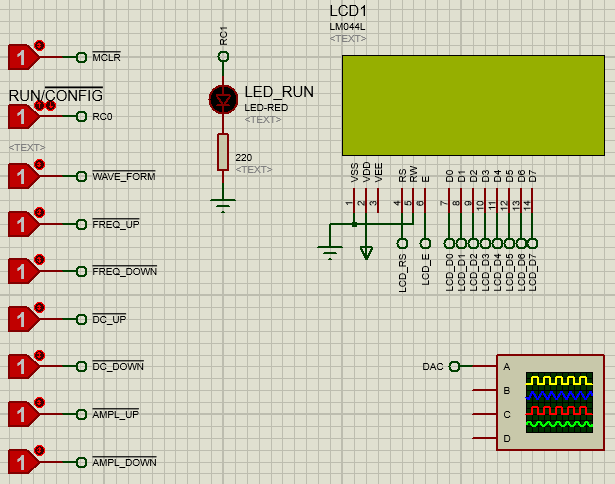 1 MCLR
RUN/CONFIG
1 RC0
<TEXT>
1 WAVE_FORM
1 FREQ_UP
1 FREQ_DOWN
1 DC_UP
1 DC_DOWN
1 AMPL_UP
1 AMPL_DOWN
RC1
LED_RUN
LED-RED
<TEXT>
220
<TEXT>
LCD1
LM044L
<TEXT>
VSS
VDD
VEE
RS
RW
E
D0
D1
D2
D3
D4
D5
D6
D7
1
2
3
4
5
6
7
8
9
10
11
12
13
14
LCD_RS
LCD_E
LCD_D0
LCD_D1
LCD_D2
LCD_D3
LCD_D4
LCD_D5
LCD_D6
LCD_D7
DAC
A
B
C
D